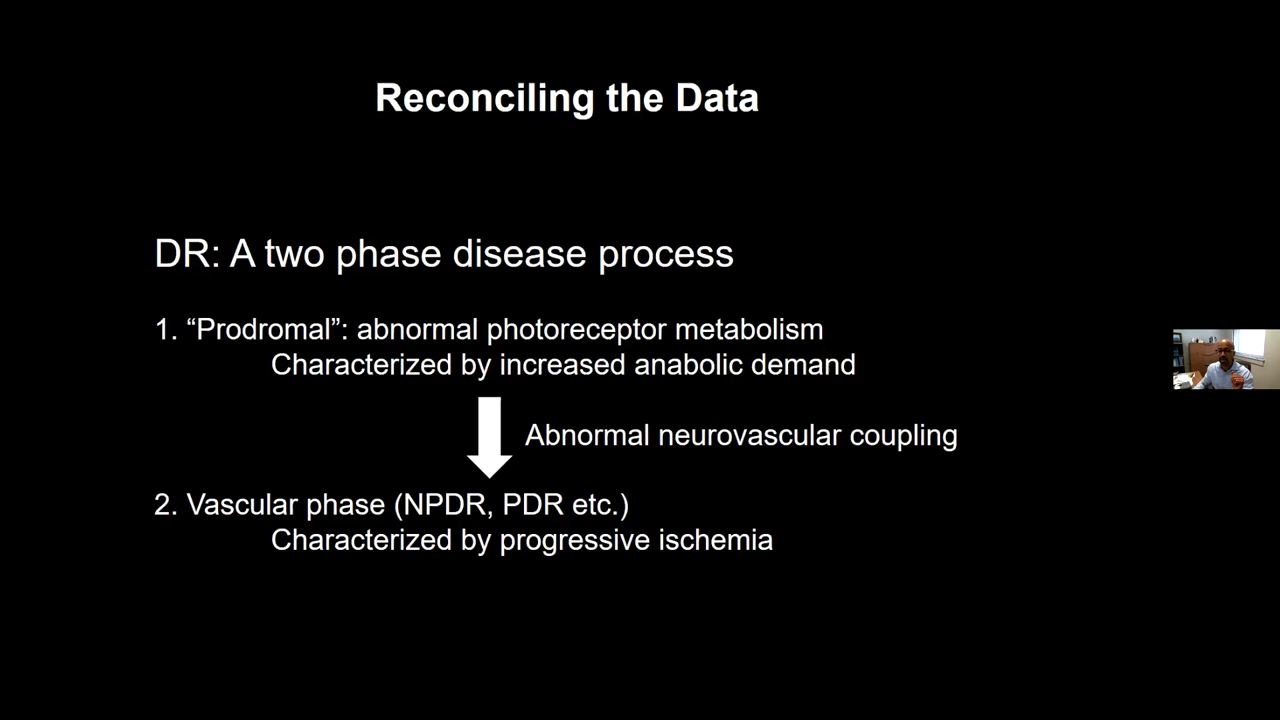 Reconciling the Data
DR: A two phase disease process
1. “Prodromal”: abnormal photoreceptor metabolism
Characterized by increased anabolic demand
Abnormal neurovascular coupling
2. Vascular phase (NPDR, PDR etc.)
Characterized by progressive ischemia